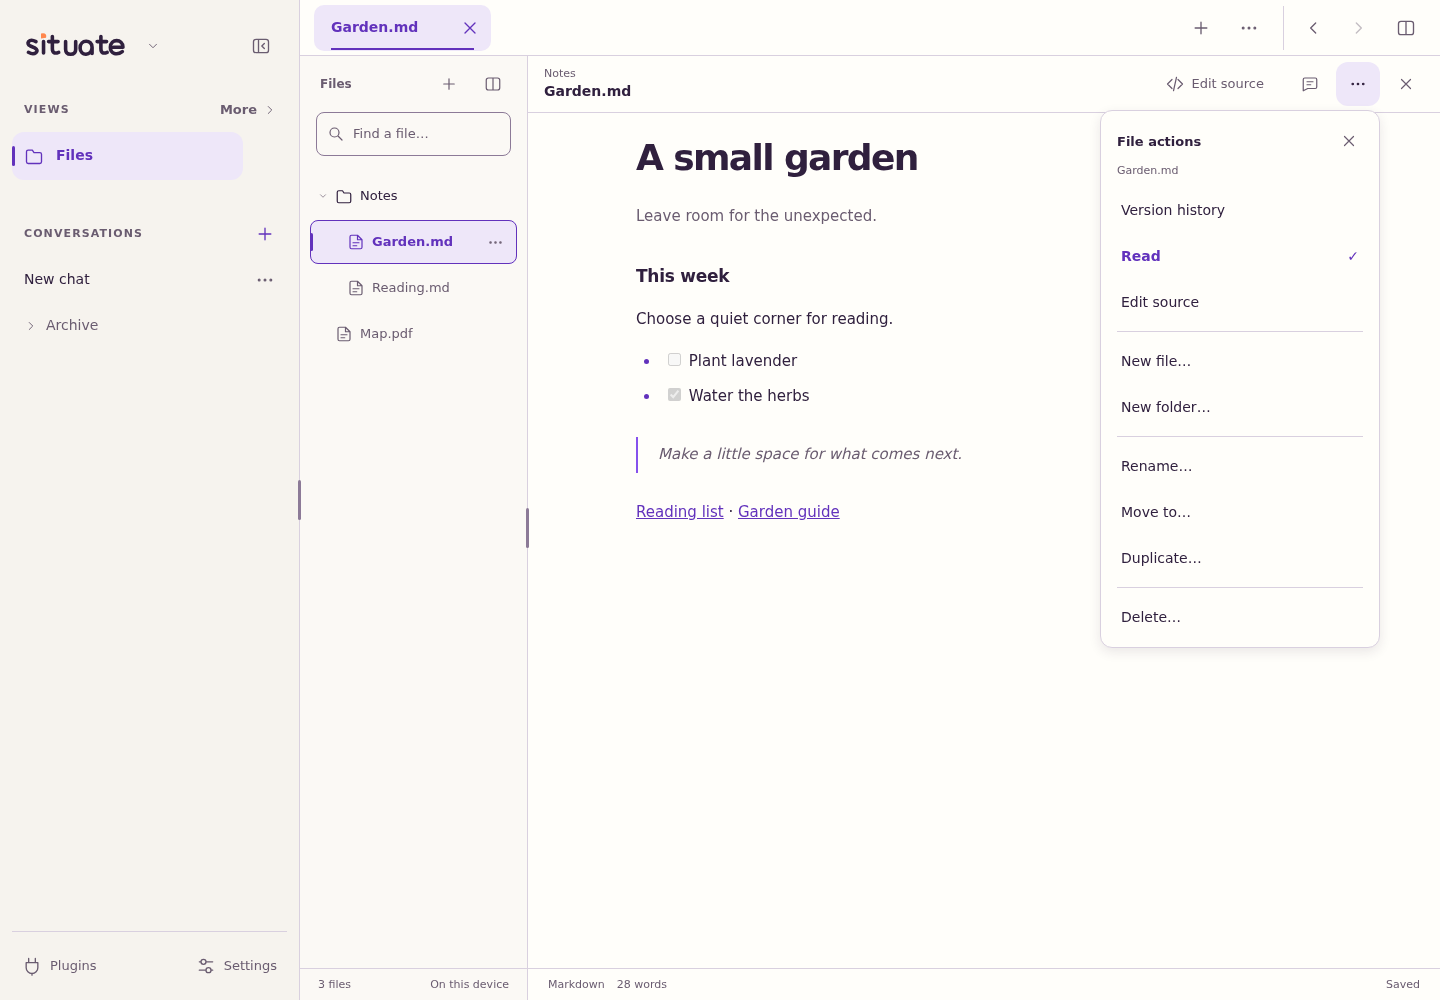 situate
VIEWS
More
Files
CONVERSATIONS
New chat
Archive
Plugins
Settings
Garden.md
Files
Find a file…
Notes
Garden.md
Reading.md
Map.pdf
3 files
On this device
Notes
Garden.md
Edit source
A small garden
Leave room for the unexpected.
This week
Choose a quiet corner for reading.
Plant lavender
Water the herbs
Make a little space for what comes next.
Reading list · Garden guide
File actions
Garden.md
Version history
Read ✓
Edit source
New file…
New folder…
Rename…
Move to…
Duplicate…
Delete…
Markdown 28 words
Saved